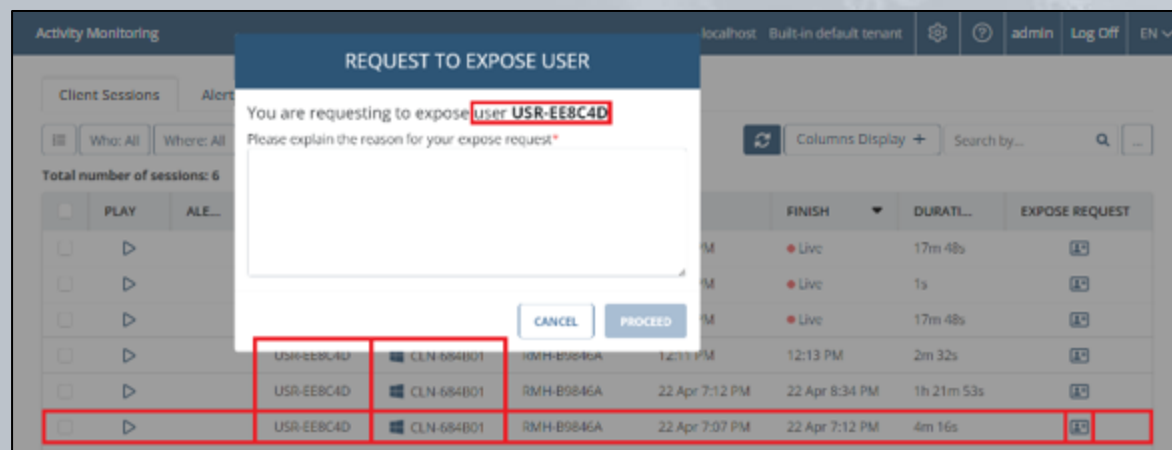 Activity Monitoring localhost Built-in default tenant admin Log Off EN
REQUEST TO EXPOSE USER
Client Sessions Alert
You are requesting to expose user USR-EE8C4D
Please explain the reason for your expose request*
Who: All Where: All Columns Display + Search by... ...
Total number of sessions: 6
PLAY ALE... FINISH DURATI... EXPOSE REQUEST
PM Live 17m 48s
PM Live 1s
PM Live 17m 48s
CANCEL PROCEED
USR-EE8C4D CLN-684B01 RMH-B9846A 12:11 PM 12:13 PM 2m 32s
USR-EE8C4D CLN-684B01 RMH-B9846A 22 Apr 7:12 PM 22 Apr 8:34 PM 1h 21m 53s
USR-EE8C4D CLN-684B01 RMH-B9846A 22 Apr 7:07 PM 22 Apr 7:12 PM 4m 16s